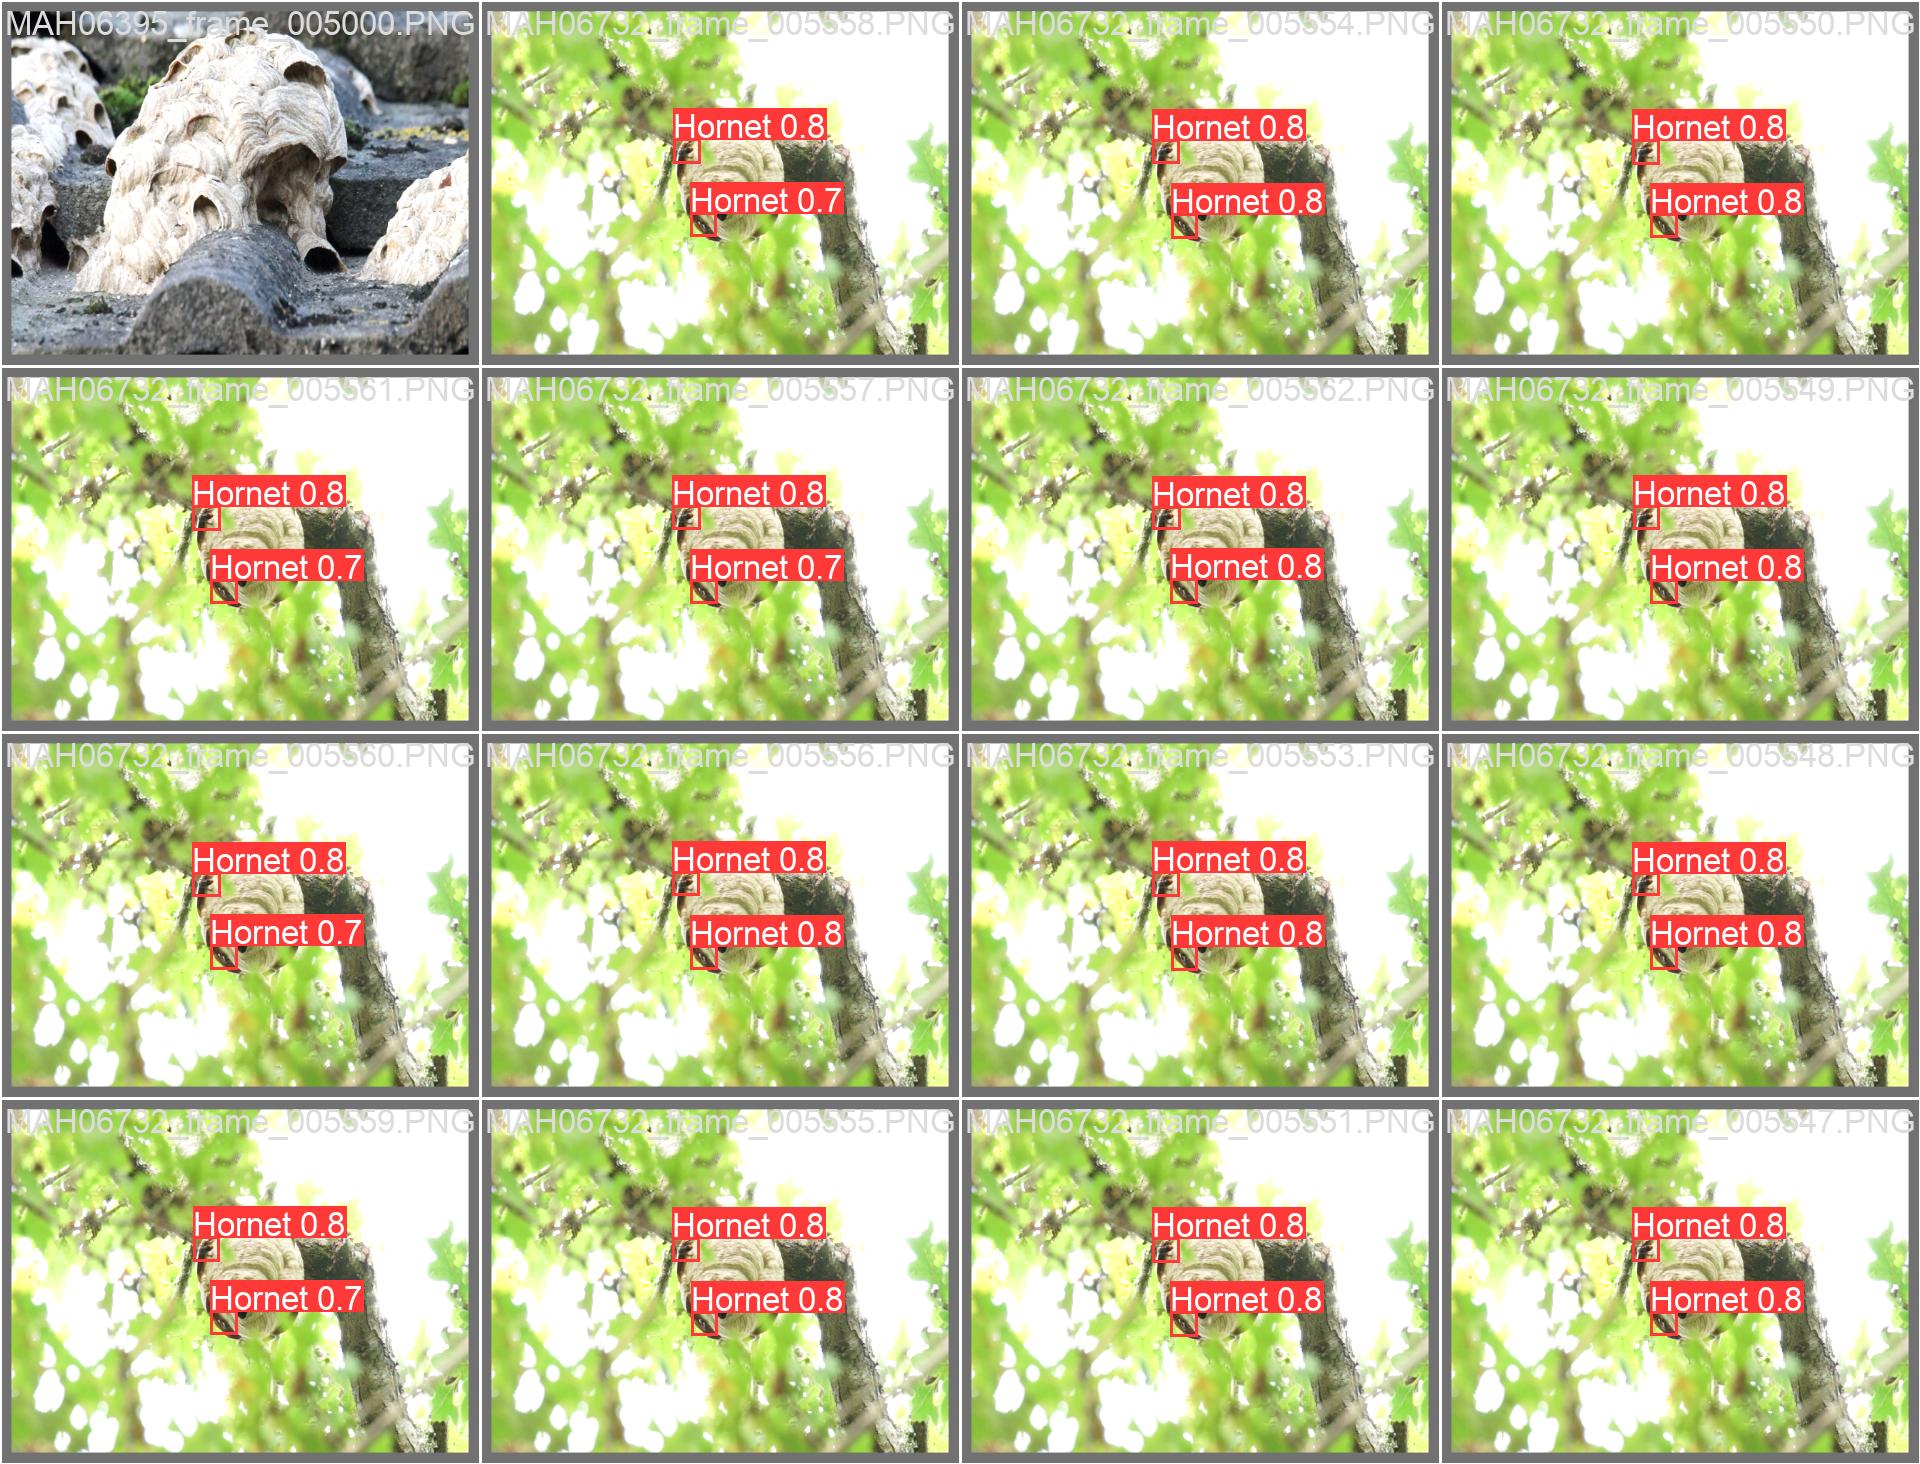 MAH06395_frame_005000.PNG
MAH06732_frame_005558.PNG
MAH06732_frame_005554.PNG
MAH06732_frame_005550.PNG
Hornet 0.8
Hornet 0.8
Hornet 0.8
Hornet 0.7
Hornet 0.8
Hornet 0.8
MAH06732_frame_005561.PNG
MAH06732_frame_005557.PNG
MAH06732_frame_005562.PNG
MAH06732_frame_005549.PNG
Hornet 0.8
Hornet 0.8
Hornet 0.8
Hornet 0.8
Hornet 0.7
Hornet 0.7
Hornet 0.8
Hornet 0.8
MAH06732_frame_005560.PNG
MAH06732_frame_005556.PNG
MAH06732_frame_005553.PNG
MAH06732_frame_005548.PNG
Hornet 0.8
Hornet 0.8
Hornet 0.8
Hornet 0.8
Hornet 0.7
Hornet 0.8
Hornet 0.8
Hornet 0.8
MAH06732_frame_005559.PNG
MAH06732_frame_005555.PNG
MAH06732_frame_005551.PNG
MAH06732_frame_005547.PNG
Hornet 0.8
Hornet 0.8
Hornet 0.8
Hornet 0.8
Hornet 0.7
Hornet 0.8
Hornet 0.8
Hornet 0.8